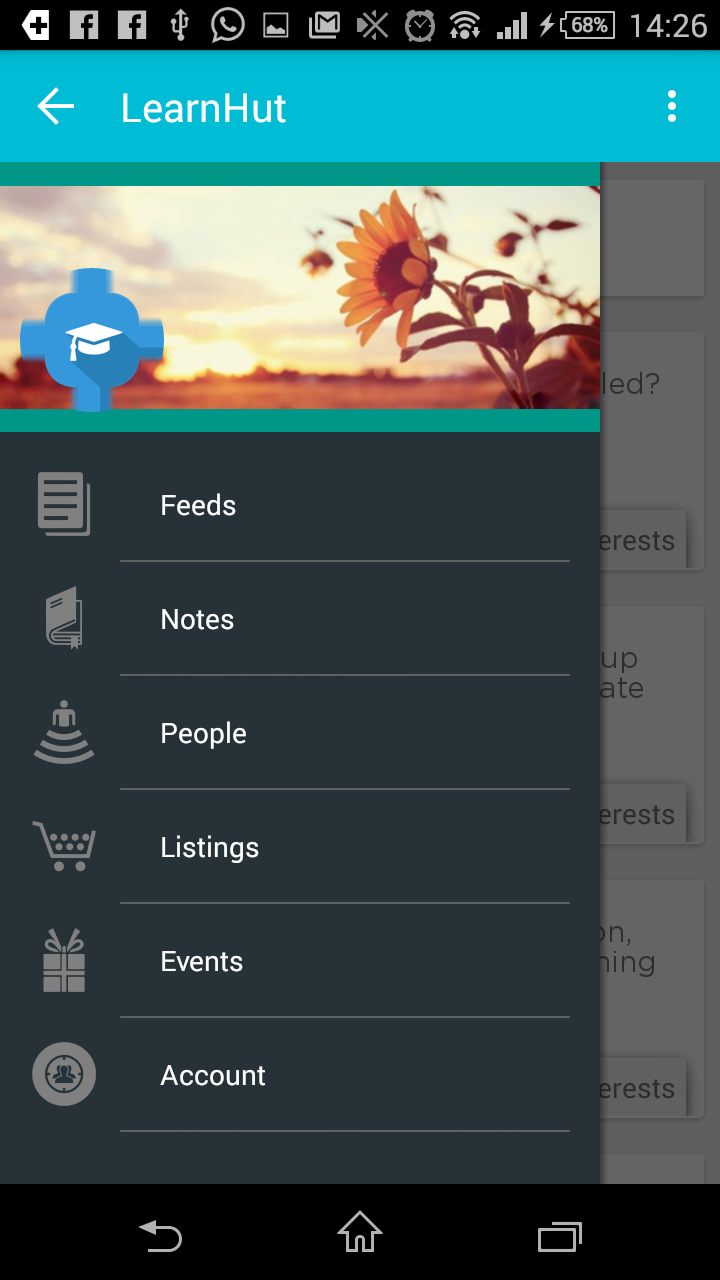 68% 14:26
LearnHut
led?
Feeds
erests
Notes
up
ate
People
erests
Listings
on,
Events
ning
Account
erests